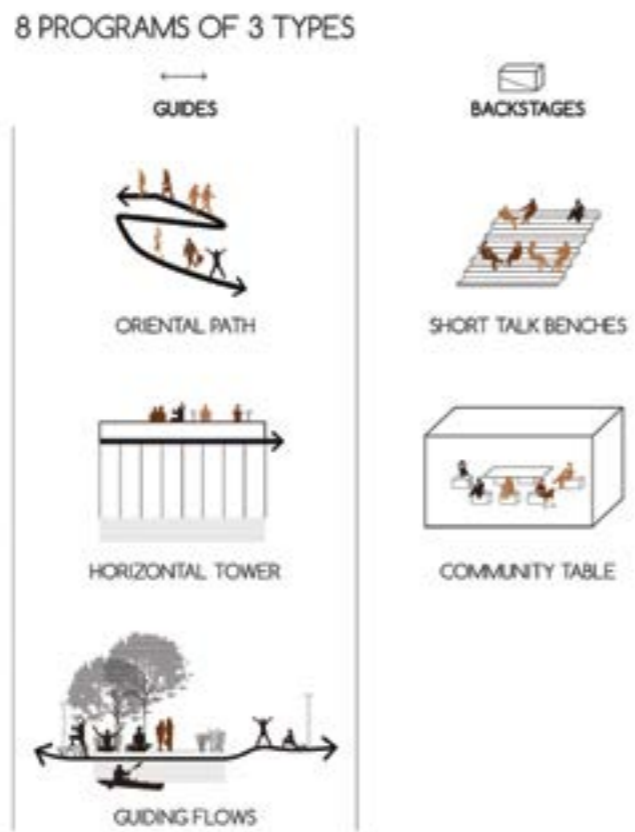 8 PROGRAMS OF 3 TYPES
GUIDES
ORIENTAL PATH
HORIZONTAL TOWER
GUIDING FLOWS
BACKSTAGES
SHORT TALK BENCHES
COMMUNITY TABLE